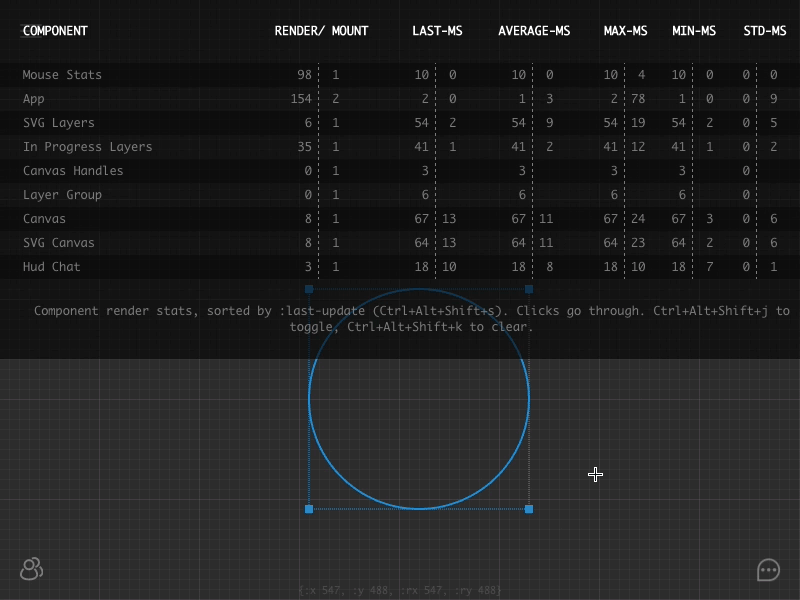 COMPONENT RENDER/ MOUNT LAST-MS AVERAGE-MS MAX-MS MIN-MS STD-MS
Mouse Stats 98 1 10 0 10 0 10 4 10 0 0 0
App 154 2 2 0 1 3 2 78 1 0 0 9
SVG Layers 6 1 54 2 54 9 54 19 54 2 0 5
In Progress Layers 35 1 41 1 41 2 41 12 41 1 0 2
Canvas Handles 0 1 3 3 3 3 0
Layer Group 0 1 6 6 6 6 0
Canvas 8 1 67 13 67 11 67 24 67 3 0 6
SVG Canvas 8 1 64 13 64 11 64 23 64 2 0 6
Hud Chat 3 1 18 10 18 8 18 10 18 7 0 1
Component render stats, sorted by :last-update (Ctrl+Alt+Shift+s). Clicks go through. Ctrl+Alt+Shift+j to
toggle, Ctrl+Alt+Shift+k to clear.
{:x 547, :y 488, :rx 547, :ry 488}